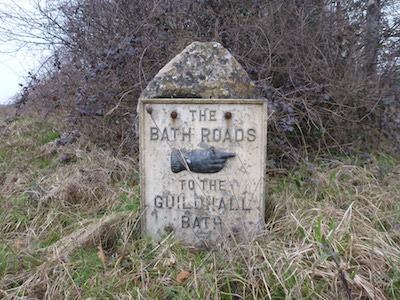 THE
BATH ROADS
TO THE
GUILDHALL
BATH